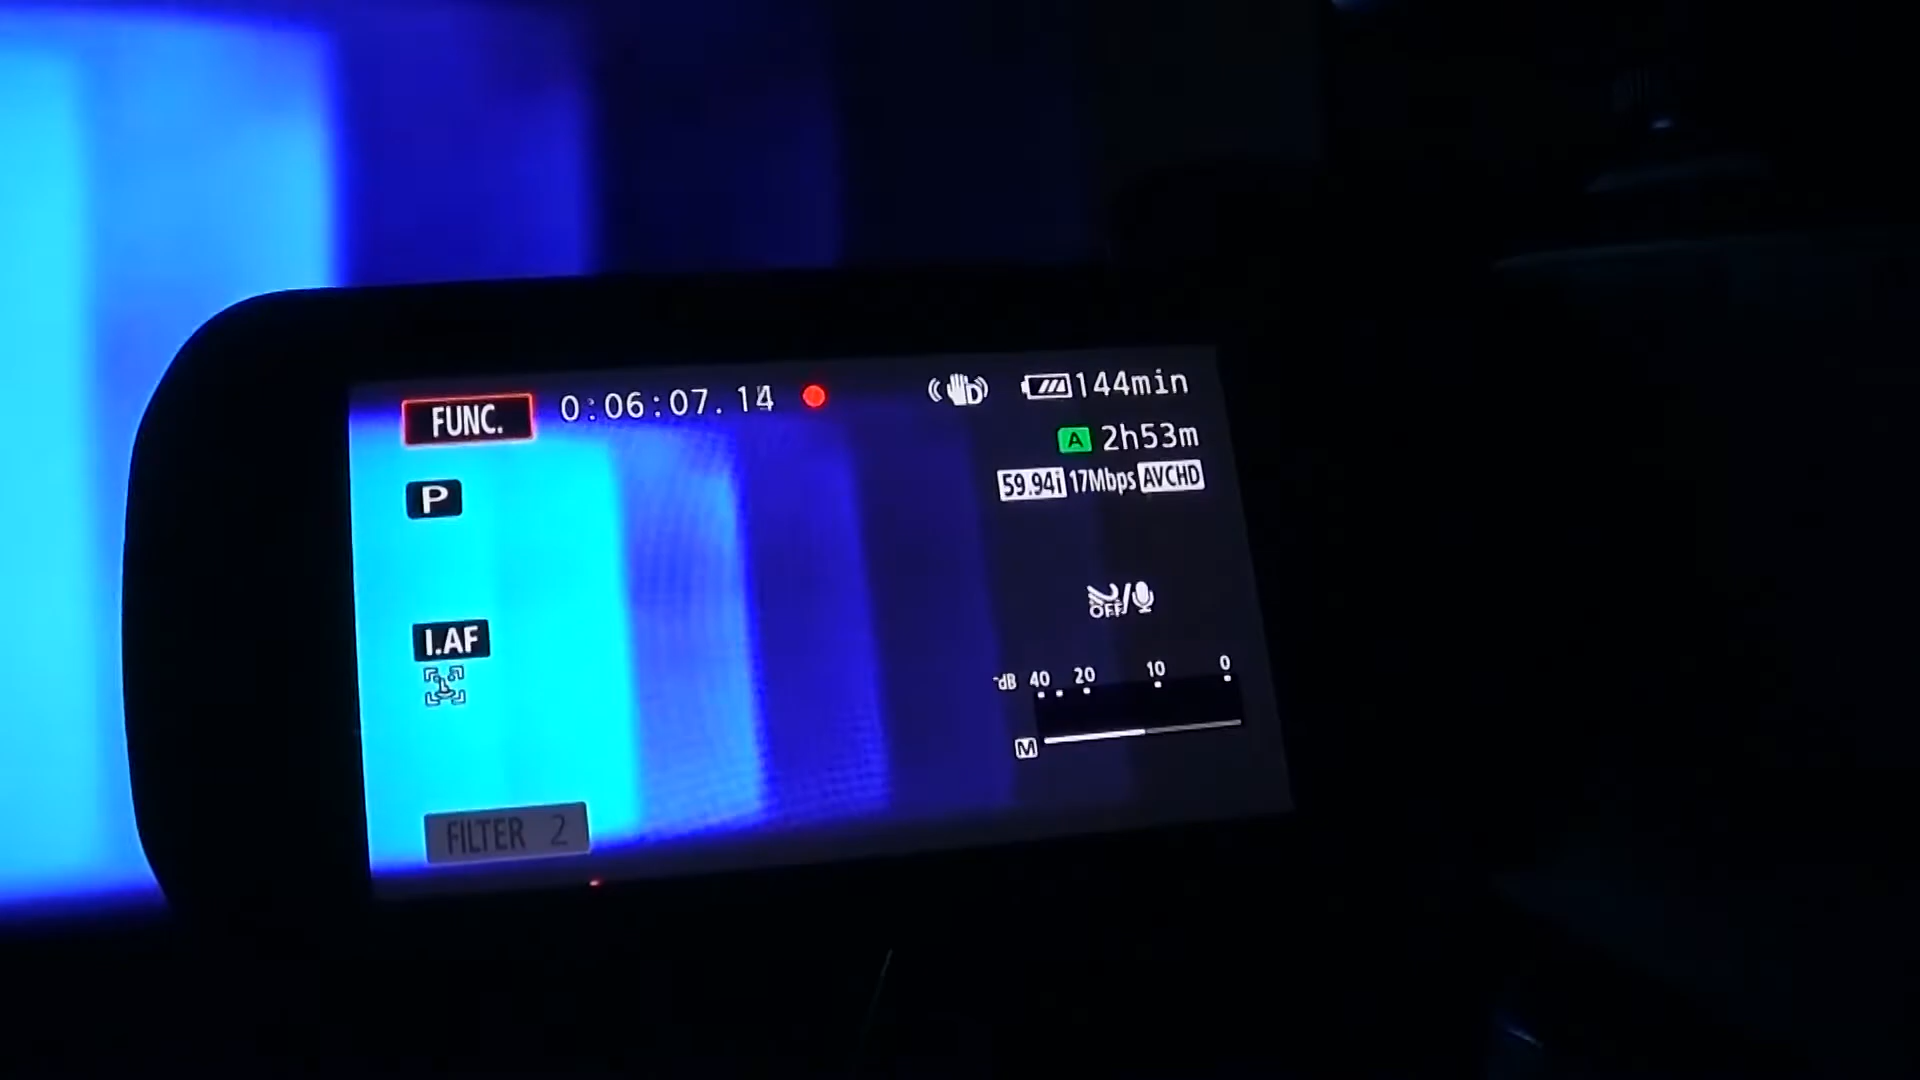 FUNC. 0:06:07.14 144min
A 2h53m
P 59.94i 17Mbps AVCHD
OFF/
I.AF
-dB 40 20 10 0
M
FILTER 2